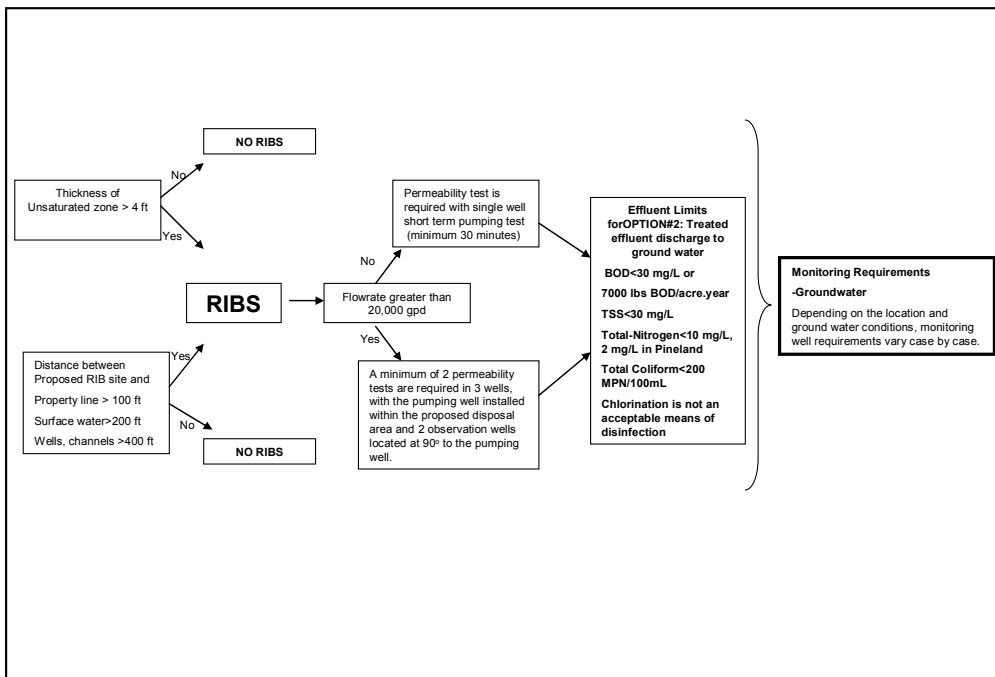 NO RIBS
No
Thickness of
Unsaturated zone > 4 ft
Yes
RIBS
Distance between
Proposed RIB site and
Property line > 100 ft
Surface water>200 ft
Wells, channels >400 ft
Yes
No
NO RIBS
Flowrate greater than
20,000 gpd
No
Yes
Permeability test is
required with single well
short term pumping test
(minimum 30 minutes)
A minimum of 2 permeability
tests are required in 3 wells,
with the pumping well installed
within the proposed disposal
area and 2 observation wells
located at 90º to the pumping
well.
Effluent Limits
forOPTION#2: Treated
effluent discharge to
ground water
BOD<30 mg/L or
7000 lbs BOD/acre.year
TSS<30 mg/L
Total-Nitrogen<10 mg/L,
2 mg/L in Pineland
Total Coliform<200
MPN/100mL
Chlorination is not an
acceptable means of
disinfection
Monitoring Requirements
-Groundwater
Depending on the location and
ground water conditions, monitoring
well requirements vary case by case.